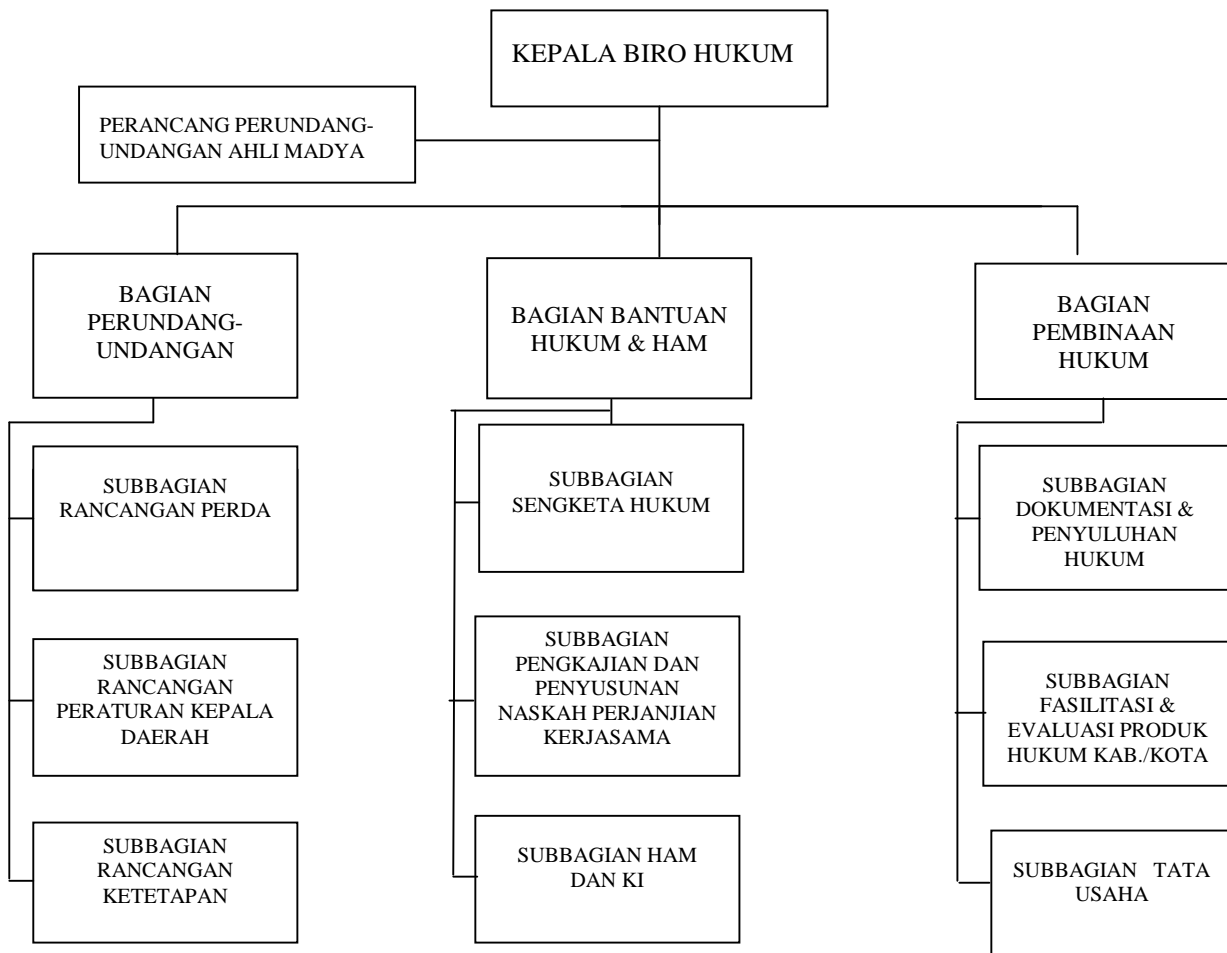 KEPALA BIRO HUKUM
PERANCANG PERUNDANG-
UNDANGAN AHLI MADYA
BAGIAN
PERUNDANG-
UNDANGAN
BAGIAN BANTUAN
HUKUM & HAM
BAGIAN
PEMBINAAN
HUKUM
SUBBAGIAN
RANCANGAN PERDA
SUBBAGIAN
SENGKETA HUKUM
SUBBAGIAN
DOKUMENTASI &
PENYULUHAN
HUKUM
SUBBAGIAN
RANCANGAN
PERATURAN KEPALA
DAERAH
SUBBAGIAN
PENGKAJIAN DAN
PENYUSUNAN
NASKAH PERJANJIAN
KERJASAMA
SUBBAGIAN
FASILITASI &
EVALUASI PRODUK
HUKUM KAB./KOTA
SUBBAGIAN
RANCANGAN
KETETAPAN
SUBBAGIAN HAM
DAN KI
SUBBAGIAN TATA
USAHA